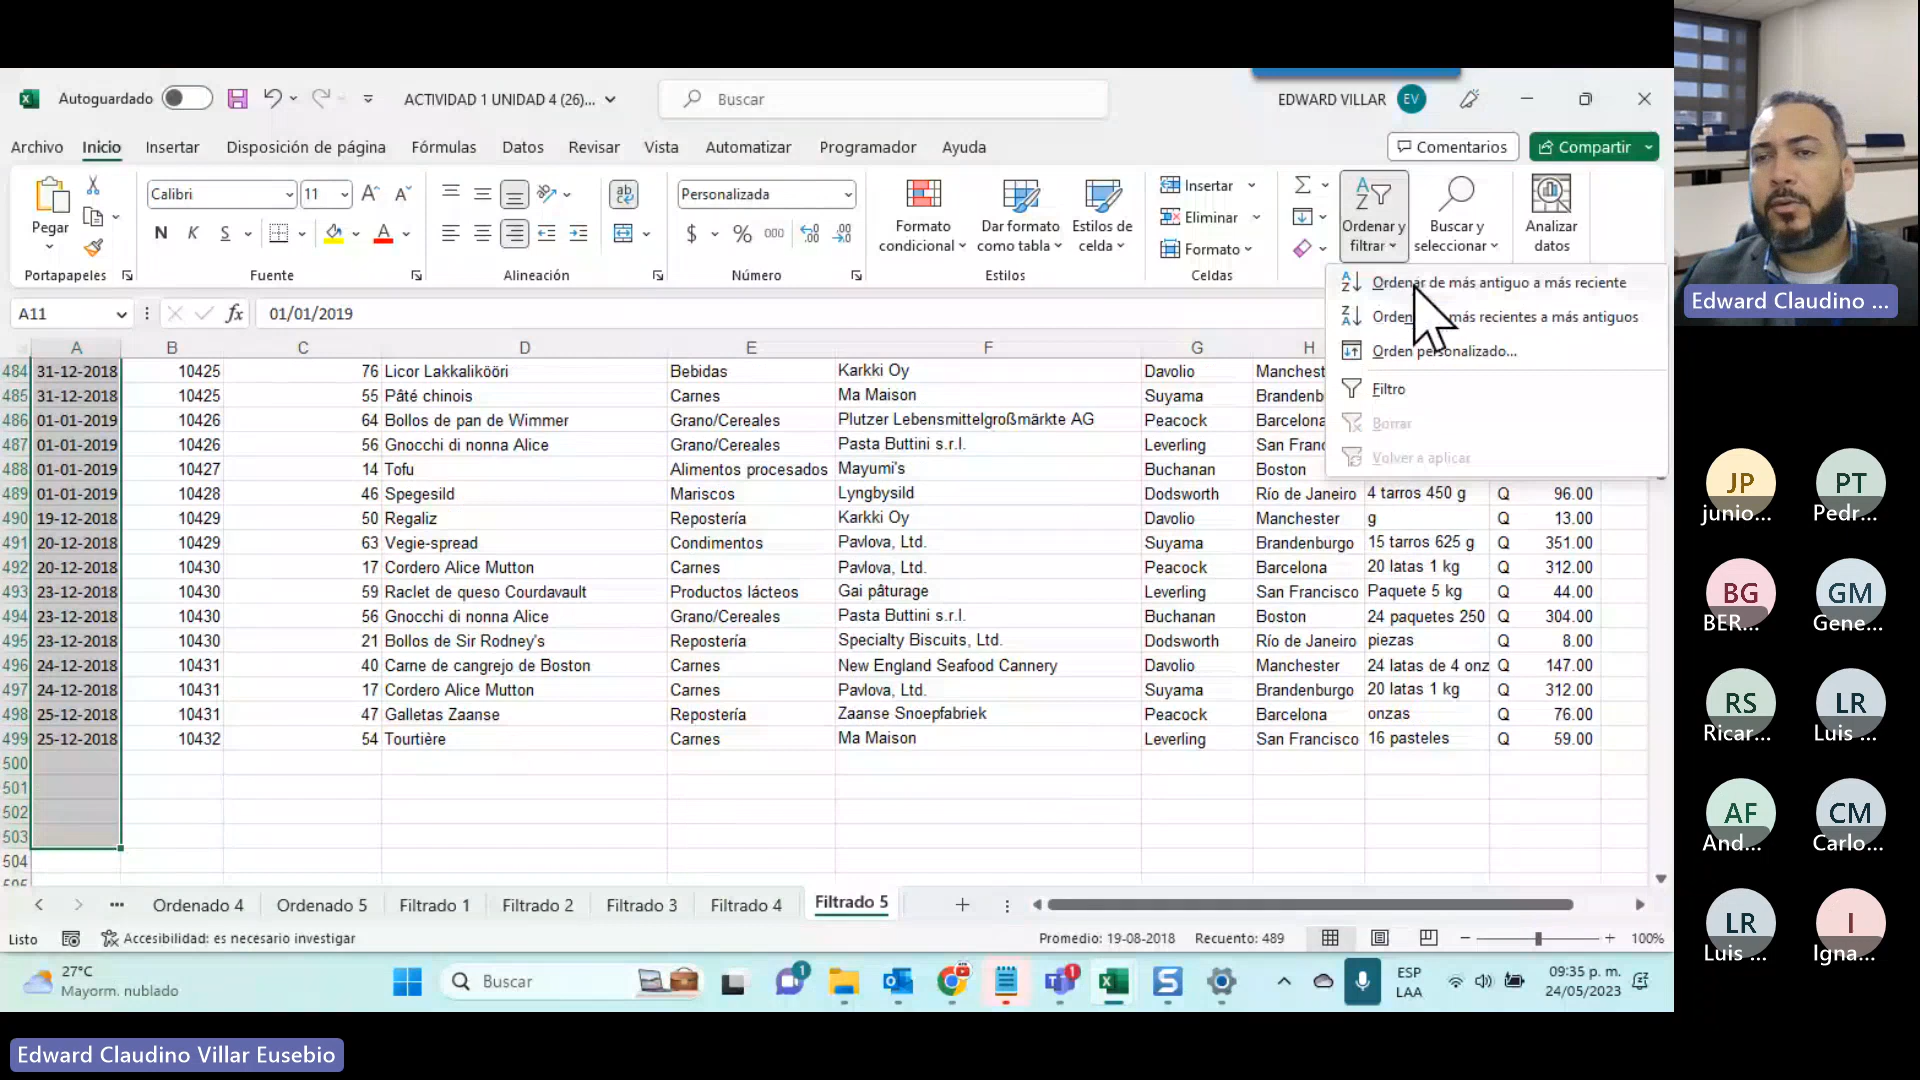 Autoguardado
ACTIVIDAD 1 UNIDAD 4 (26)...
Buscar
EDWARD VILLAR EV
Archivo Inicio Insertar Disposición de página Fórmulas Datos Revisar Vista Automatizar Programador Ayuda Comentarios Compartir
Pegar
Portapapeles
Calibri 11
N K S
Fuente
Alineación
Personalizada
$ % 000
Número
Formato condicional
Dar formato como tabla
Estilos de celda
Estilos
Insertar
Eliminar
Formato
Celdas
Ordenar y filtrar
Buscar y seleccionar
Analizar datos
Ordenar de más antiguo a más reciente
Orden más recientes a más antiguos
Orden personalizado...
Filtro
Borrar
Volver a aplicar
A11 fx 01/01/2019
A B C D E F G H
484 31-12-2018 10425 76 Licor Lakkalikööri Bebidas Karkki Oy Davolio Manchest
485 31-12-2018 10425 55 Pâté chinois Carnes Ma Maison Suyama Brandenb
486 01-01-2019 10426 64 Bollos de pan de Wimmer Grano/Cereales Plutzer Lebensmittelgroßmärkte AG Peacock Barcelona
487 01-01-2019 10426 56 Gnocchi di nonna Alice Grano/Cereales Pasta Buttini s.r.l. Leverling San Franc
488 01-01-2019 10427 14 Tofu Alimentos procesados Mayumi's Buchanan Boston
489 01-01-2019 10428 46 Spegesild Mariscos Lyngbysild Dodsworth Río de Janeiro 4 tarros 450 g Q 96.00
490 19-12-2018 10429 50 Regaliz Repostería Karkki Oy Davolio Manchester g Q 13.00
491 20-12-2018 10429 63 Vegie-spread Condimentos Pavlova, Ltd. Suyama Brandenburgo 15 tarros 625 g Q 351.00
492 20-12-2018 10430 17 Cordero Alice Mutton Carnes Pavlova, Ltd. Peacock Barcelona 20 latas 1 kg Q 312.00
493 23-12-2018 10430 59 Raclet de queso Courdavault Productos lácteos Gai pâturage Leverling San Francisco Paquete 5 kg Q 44.00
494 23-12-2018 10430 56 Gnocchi di nonna Alice Grano/Cereales Pasta Buttini s.r.l. Buchanan Boston 24 paquetes 250 Q 304.00
495 23-12-2018 10430 21 Bollos de Sir Rodney's Repostería Specialty Biscuits, Ltd. Dodsworth Río de Janeiro piezas Q 8.00
496 24-12-2018 10431 40 Carne de cangrejo de Boston Carnes New England Seafood Cannery Davolio Manchester 24 latas de 4 onz Q 147.00
497 24-12-2018 10431 17 Cordero Alice Mutton Carnes Pavlova, Ltd. Suyama Brandenburgo 20 latas 1 kg Q 312.00
498 25-12-2018 10431 47 Galletas Zaanse Repostería Zaanse Snoepfabriek Peacock Barcelona onzas Q 76.00
499 25-12-2018 10432 54 Tourtière Carnes Ma Maison Leverling San Francisco 16 pasteles Q 59.00
500
501
502
503
504
Ordenado 4 Ordenado 5 Filtrado 1 Filtrado 2 Filtrado 3 Filtrado 4 Filtrado 5
Listo Accesibilidad: es necesario investigar Promedio: 19-08-2018 Recuento: 489 100%
27°C
Mayorm. nublado
Buscar
1
1
ESP
LAA
09:35 p. m.
24/05/2023
Edward Claudino ...
JP junio...
PT Pedr...
BG BER...
GM Gene...
RS Ricar...
LR Luis ...
AF And...
CM Carlo...
LR Luis ...
I Igna...
Edward Claudino Villar Eusebio